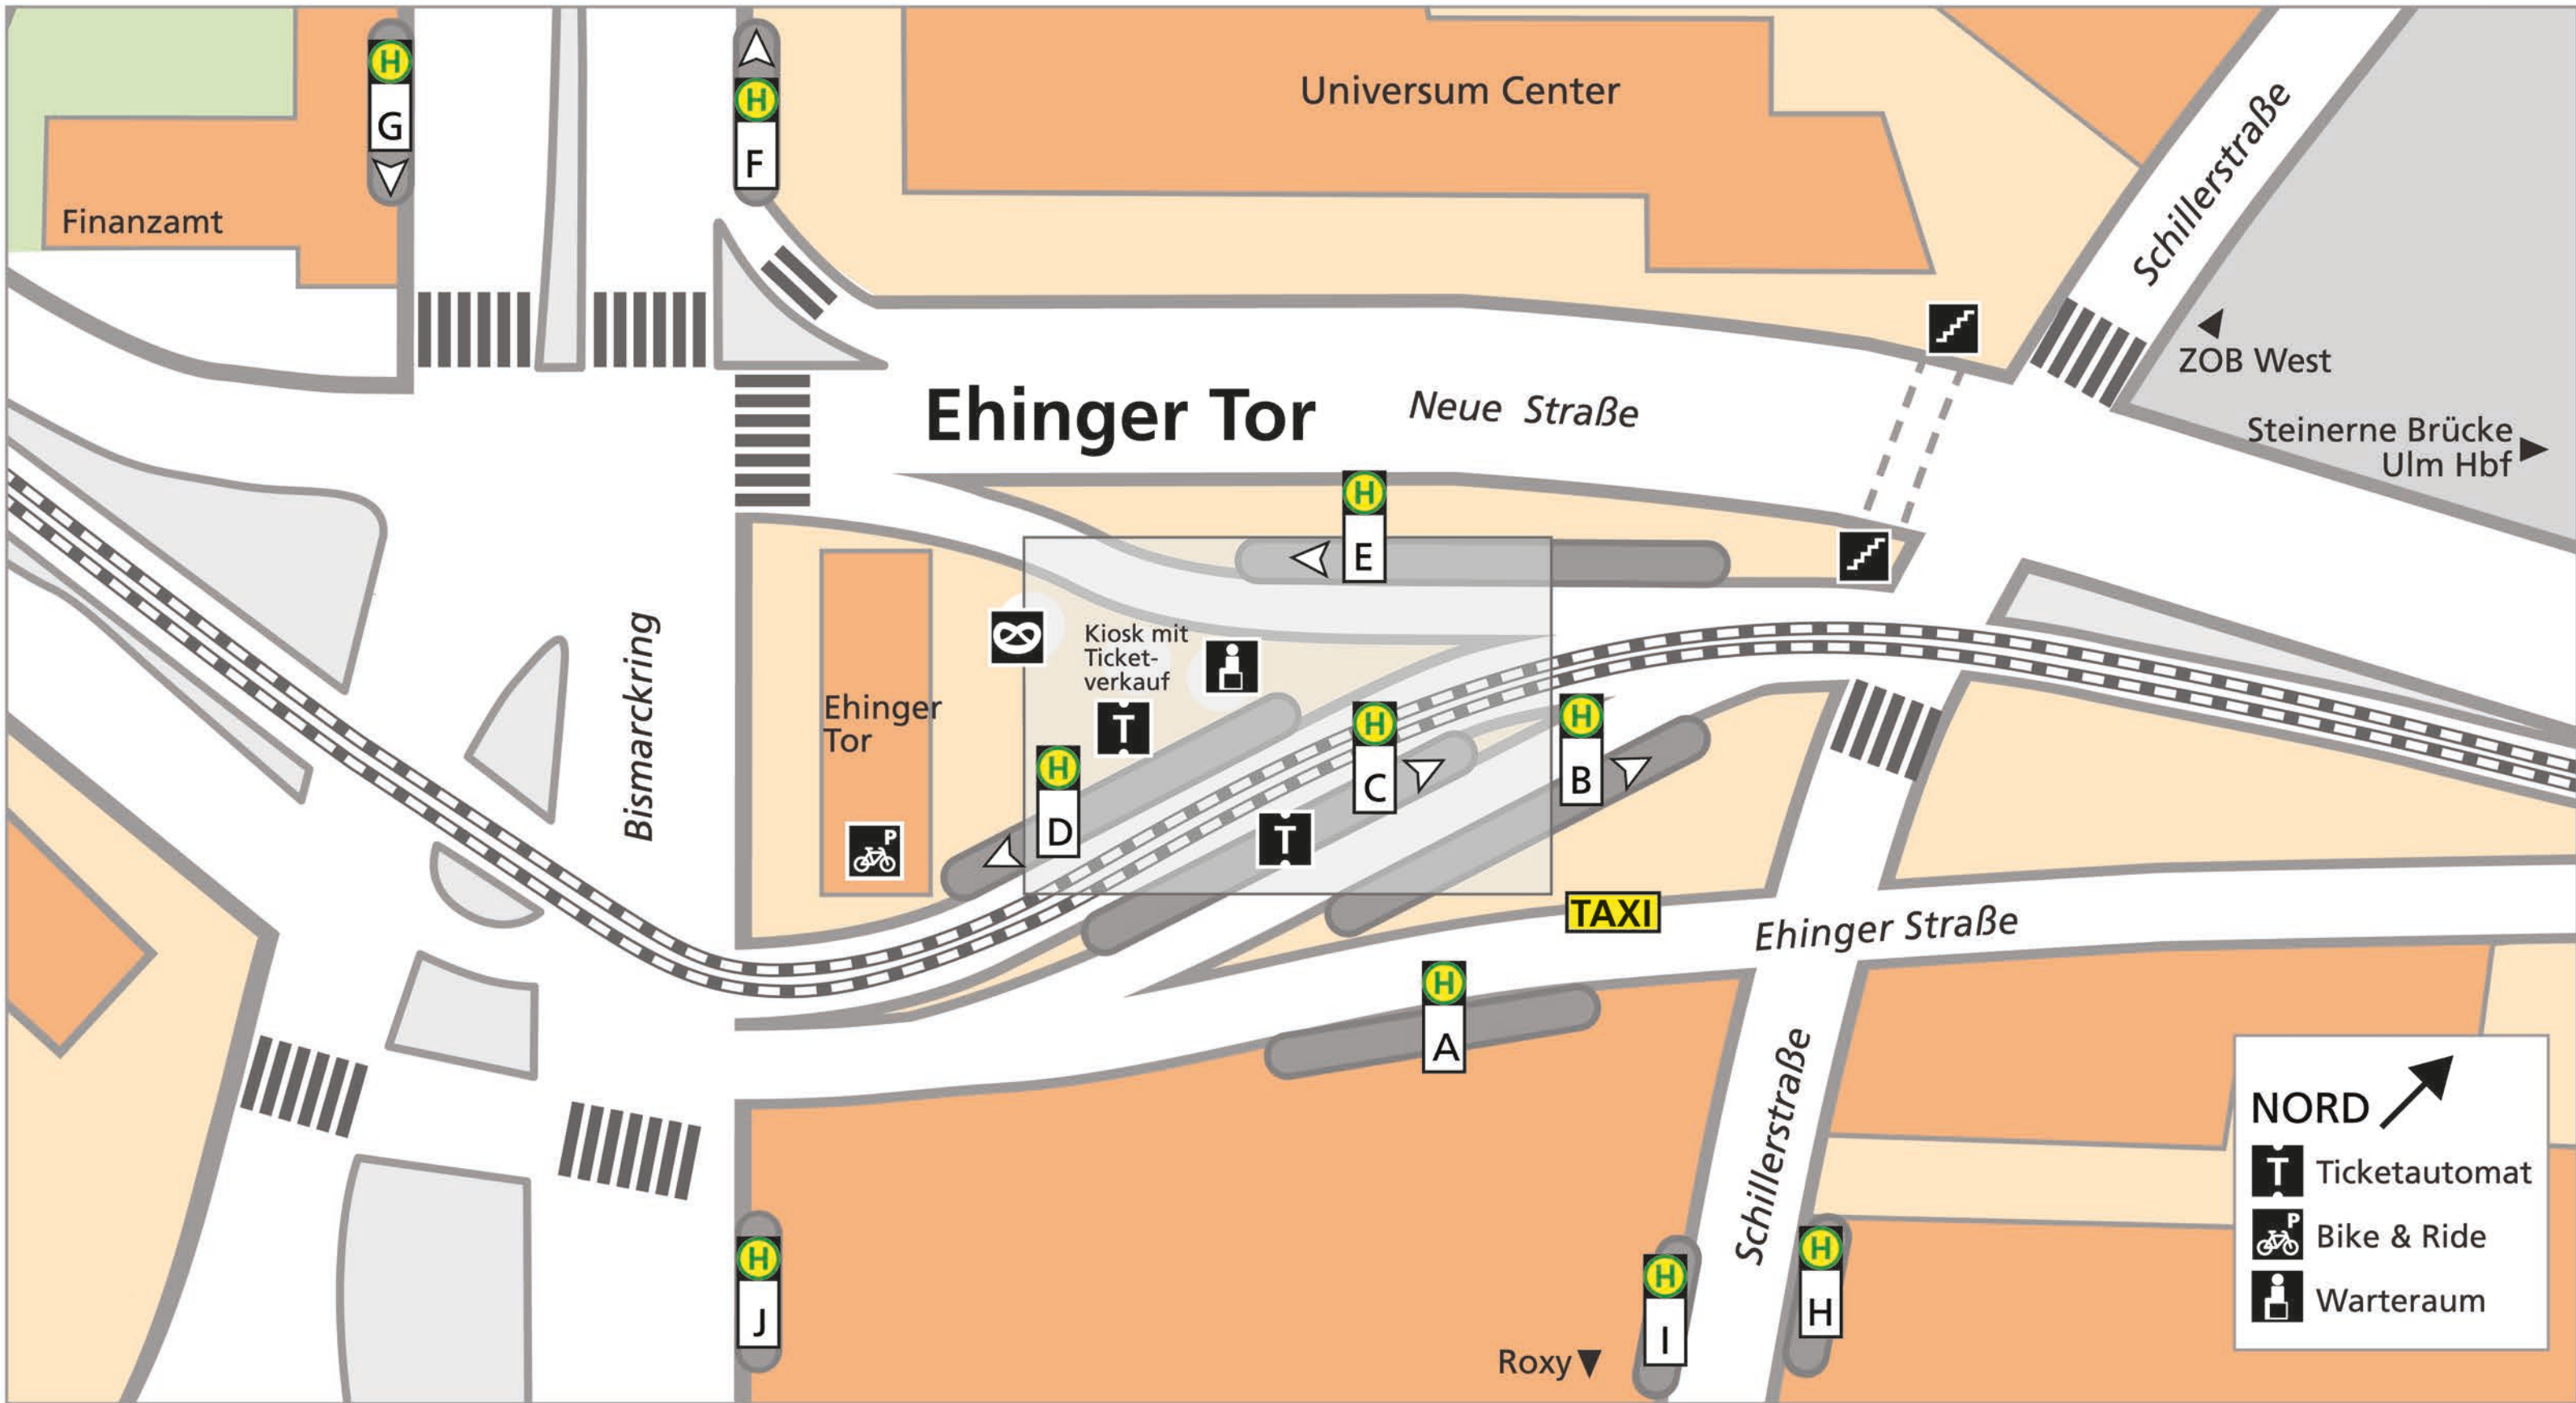 H
G
H
F
Finanzamt
Universum Center
Schillerstraße
ZOB West
Steinerne Brücke
Ulm Hbf
Ehinger Tor
Neue Straße
H
E
Bismarckring
Ehinger
Tor
P
Kiosk mit
Ticket-
verkauf
T
H
D
H
C
T
H
B
TAXI
Ehinger Straße
H
A
Schillerstraße
H
J
H
I
H
H
Roxy
NORD
T
Ticketautomat
P
Bike & Ride
Warteraum